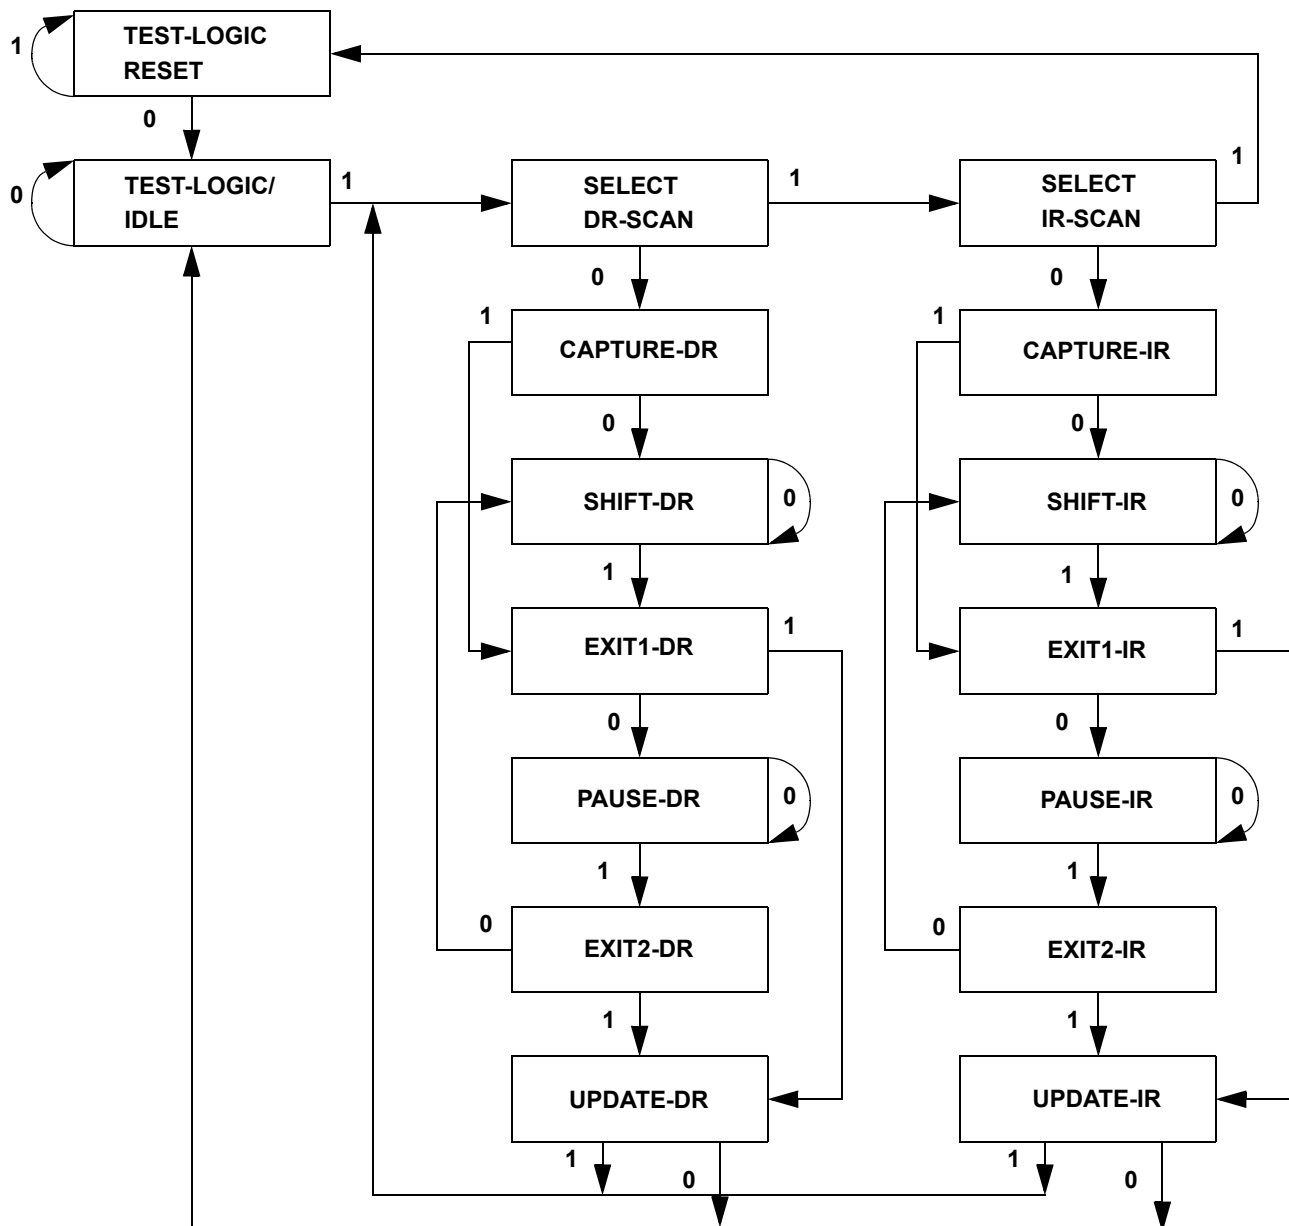 TEST-LOGIC
RESET
1
0
TEST-LOGIC/
IDLE
0
1
SELECT
DR-SCAN
1
SELECT
IR-SCAN
1
0
0
1
CAPTURE-DR
1
CAPTURE-IR
0
0
SHIFT-DR
0
SHIFT-IR
0
1
1
EXIT1-DR
1
EXIT1-IR
1
0
0
PAUSE-DR
0
PAUSE-IR
0
1
1
0
EXIT2-DR
0
EXIT2-IR
1
1
UPDATE-DR
UPDATE-IR
1
0
1
0